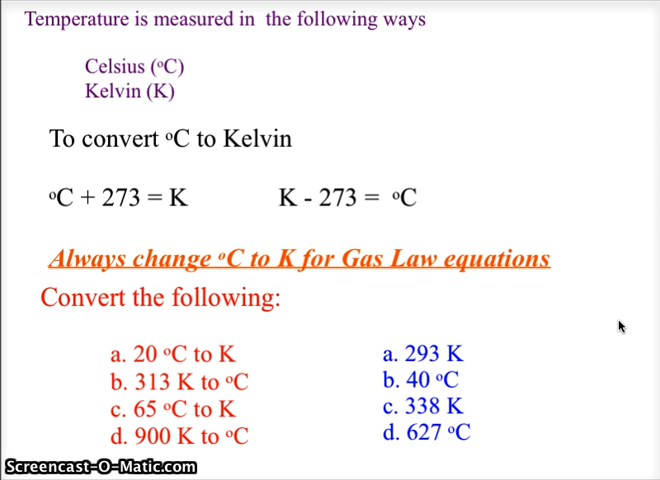 Temperature is measured in the following ways
Celsius (ºC)
Kelvin (K)
To convert ºC to Kelvin
ºC + 273 = K K - 273 = ºC
Always change ºC to K for Gas Law equations
Convert the following:
a. 20 ºC to K a. 293 K
b. 313 K to ºC b. 40 ºC
c. 65 ºC to K c. 338 K
d. 900 K to ºC d. 627 ºC
Screencast-O-Matic.com